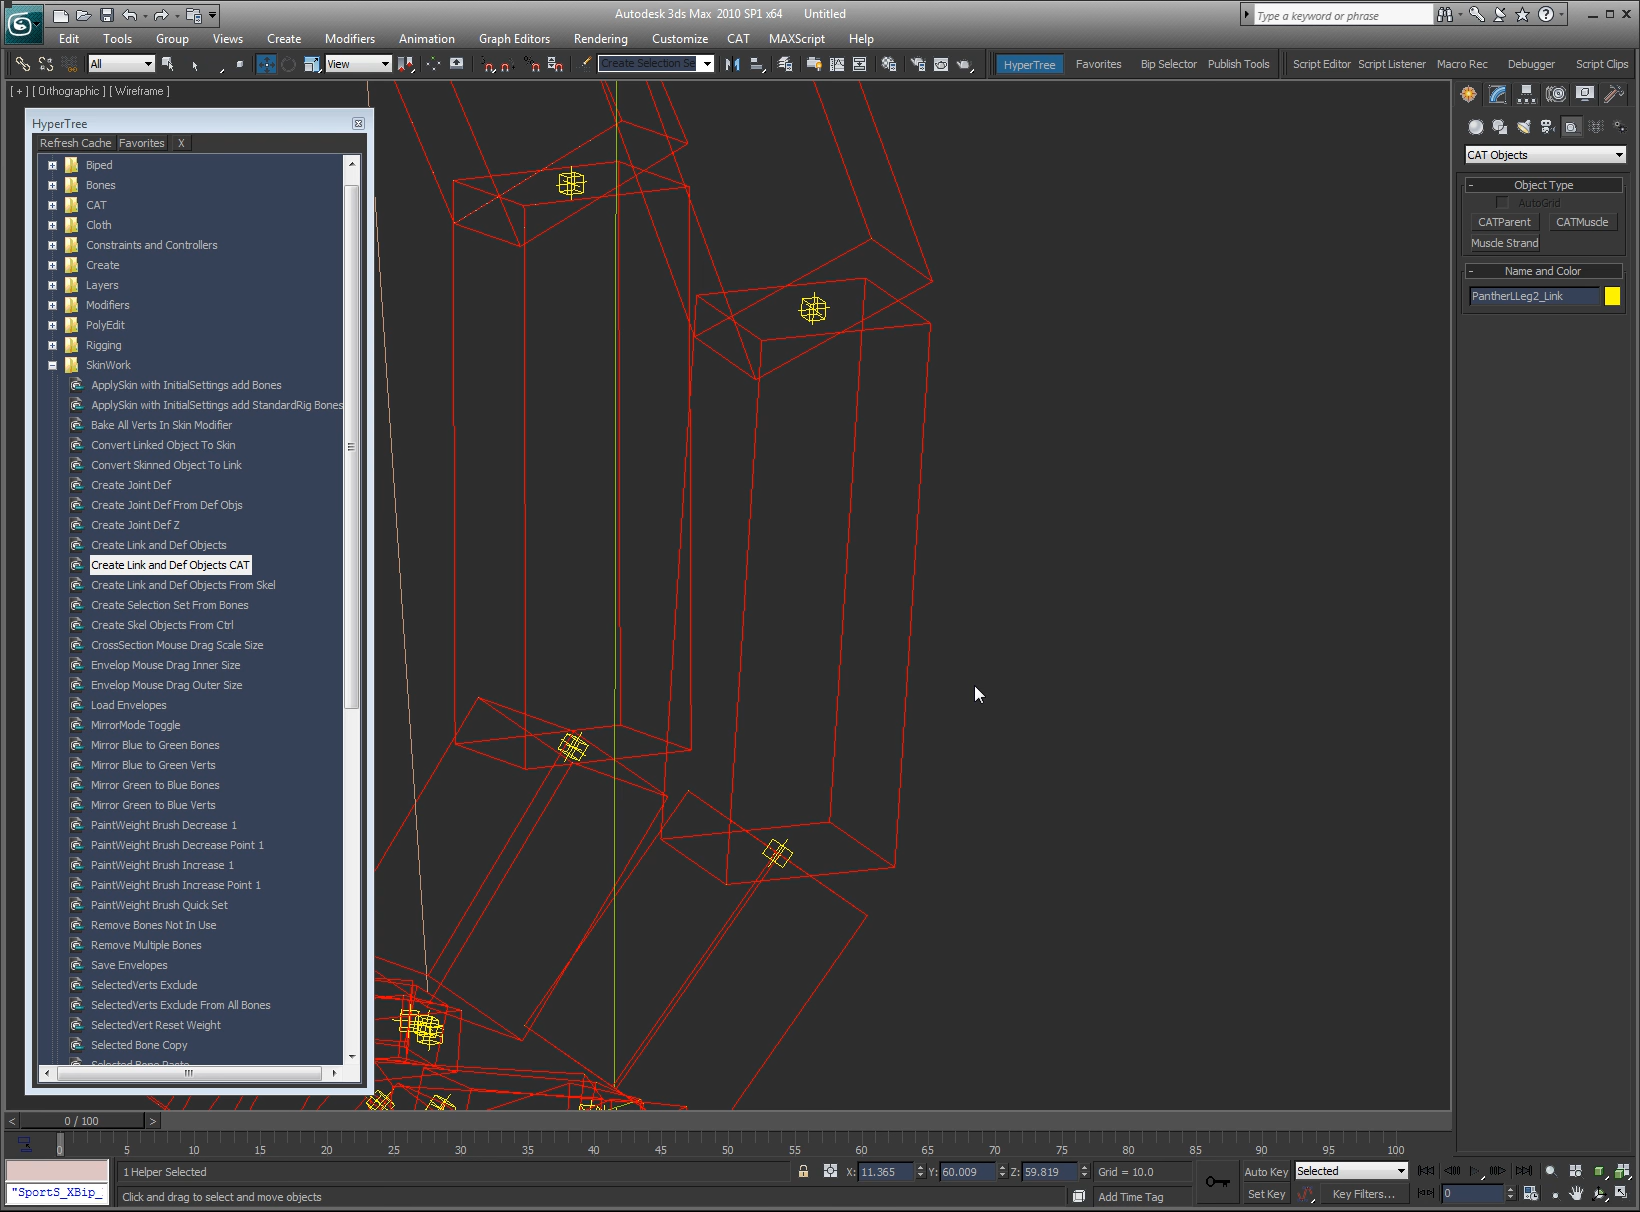 Autodesk 3ds Max 2010 SP1 x64 Untitled
Type a keyword or phrase
Edit Tools Group Views Create Modifiers Animation Graph Editors Rendering Customize CAT MAXScript Help
All View Create Selection Se HyperTree Favorites Bip Selector Publish Tools Script Editor Script Listener Macro Rec Debugger Script Clips
[ + ] [ Orthographic ] [ Wireframe ]
HyperTree
Refresh Cache Favorites X
Biped
Bones
CAT
Cloth
Constraints and Controllers
Create
Layers
Modifiers
PolyEdit
Rigging
SkinWork
ApplySkin with InitialSettings add Bones
ApplySkin with InitialSettings add StandardRig Bones
Bake All Verts In Skin Modifier
Convert Linked Object To Skin
Convert Skinned Object To Link
Create Joint Def
Create Joint Def From Def Objs
Create Joint Def Z
Create Link and Def Objects
Create Link and Def Objects CAT
Create Link and Def Objects From Skel
Create Selection Set From Bones
Create Skel Objects From Ctrl
CrossSection Mouse Drag Scale Size
Envelop Mouse Drag Inner Size
Envelop Mouse Drag Outer Size
Load Envelopes
MirrorMode Toggle
Mirror Blue to Green Bones
Mirror Blue to Green Verts
Mirror Green to Blue Bones
Mirror Green to Blue Verts
PaintWeight Brush Decrease 1
PaintWeight Brush Decrease Point 1
PaintWeight Brush Increase 1
PaintWeight Brush Increase Point 1
PaintWeight Brush Quick Set
Remove Bones Not In Use
Remove Multiple Bones
Save Envelopes
SelectedVerts Exclude
SelectedVerts Exclude From All Bones
SelectedVert Reset Weight
Selected Bone Copy
Selected Bone Paste
CAT Objects
- Object Type
AutoGrid
CATParent CATMuscle
Muscle Strand
- Name and Color
PantherLLeg2_Link
< 0 / 100 >
0 5 10 15 20 25 30 35 40 45 50 55 60 65 70 75 80 85 90 95 100
1 Helper Selected X: 11.365 Y: 60.009 Z: 59.819 Grid = 10.0 Auto Key Selected
"SportS_XBip_ Click and drag to select and move objects Add Time Tag Set Key Key Filters... 0